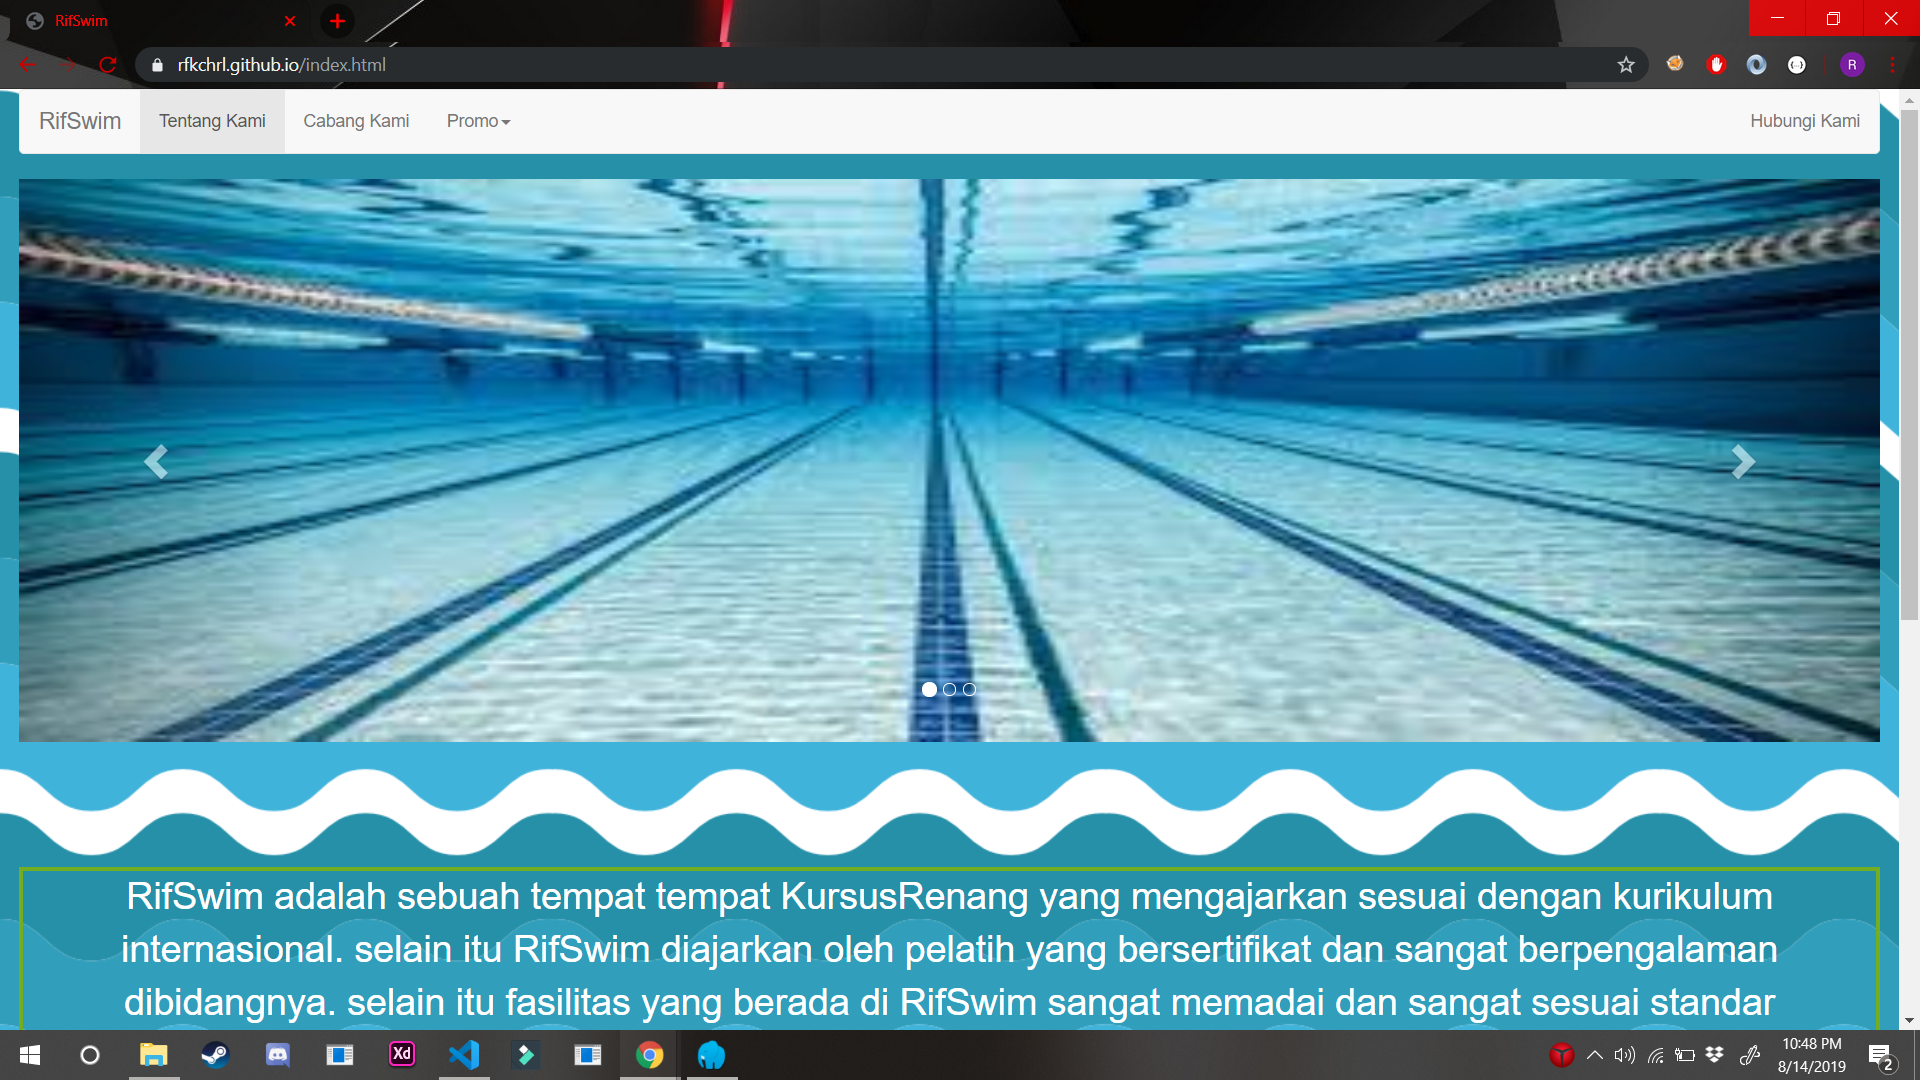 RifSwim
rfkchrl.github.io/index.html
R
RifSwim
Tentang Kami
Cabang Kami
Promo
Hubungi Kami
RifSwim adalah sebuah tempat tempat KursusRenang yang mengajarkan sesuai dengan kurikulum
internasional. selain itu RifSwim diajarkan oleh pelatih yang bersertifikat dan sangat berpengalaman
dibidangnya. selain itu fasilitas yang berada di RifSwim sangat memadai dan sangat sesuai standar
Xd
10:48 PM
8/14/2019
2